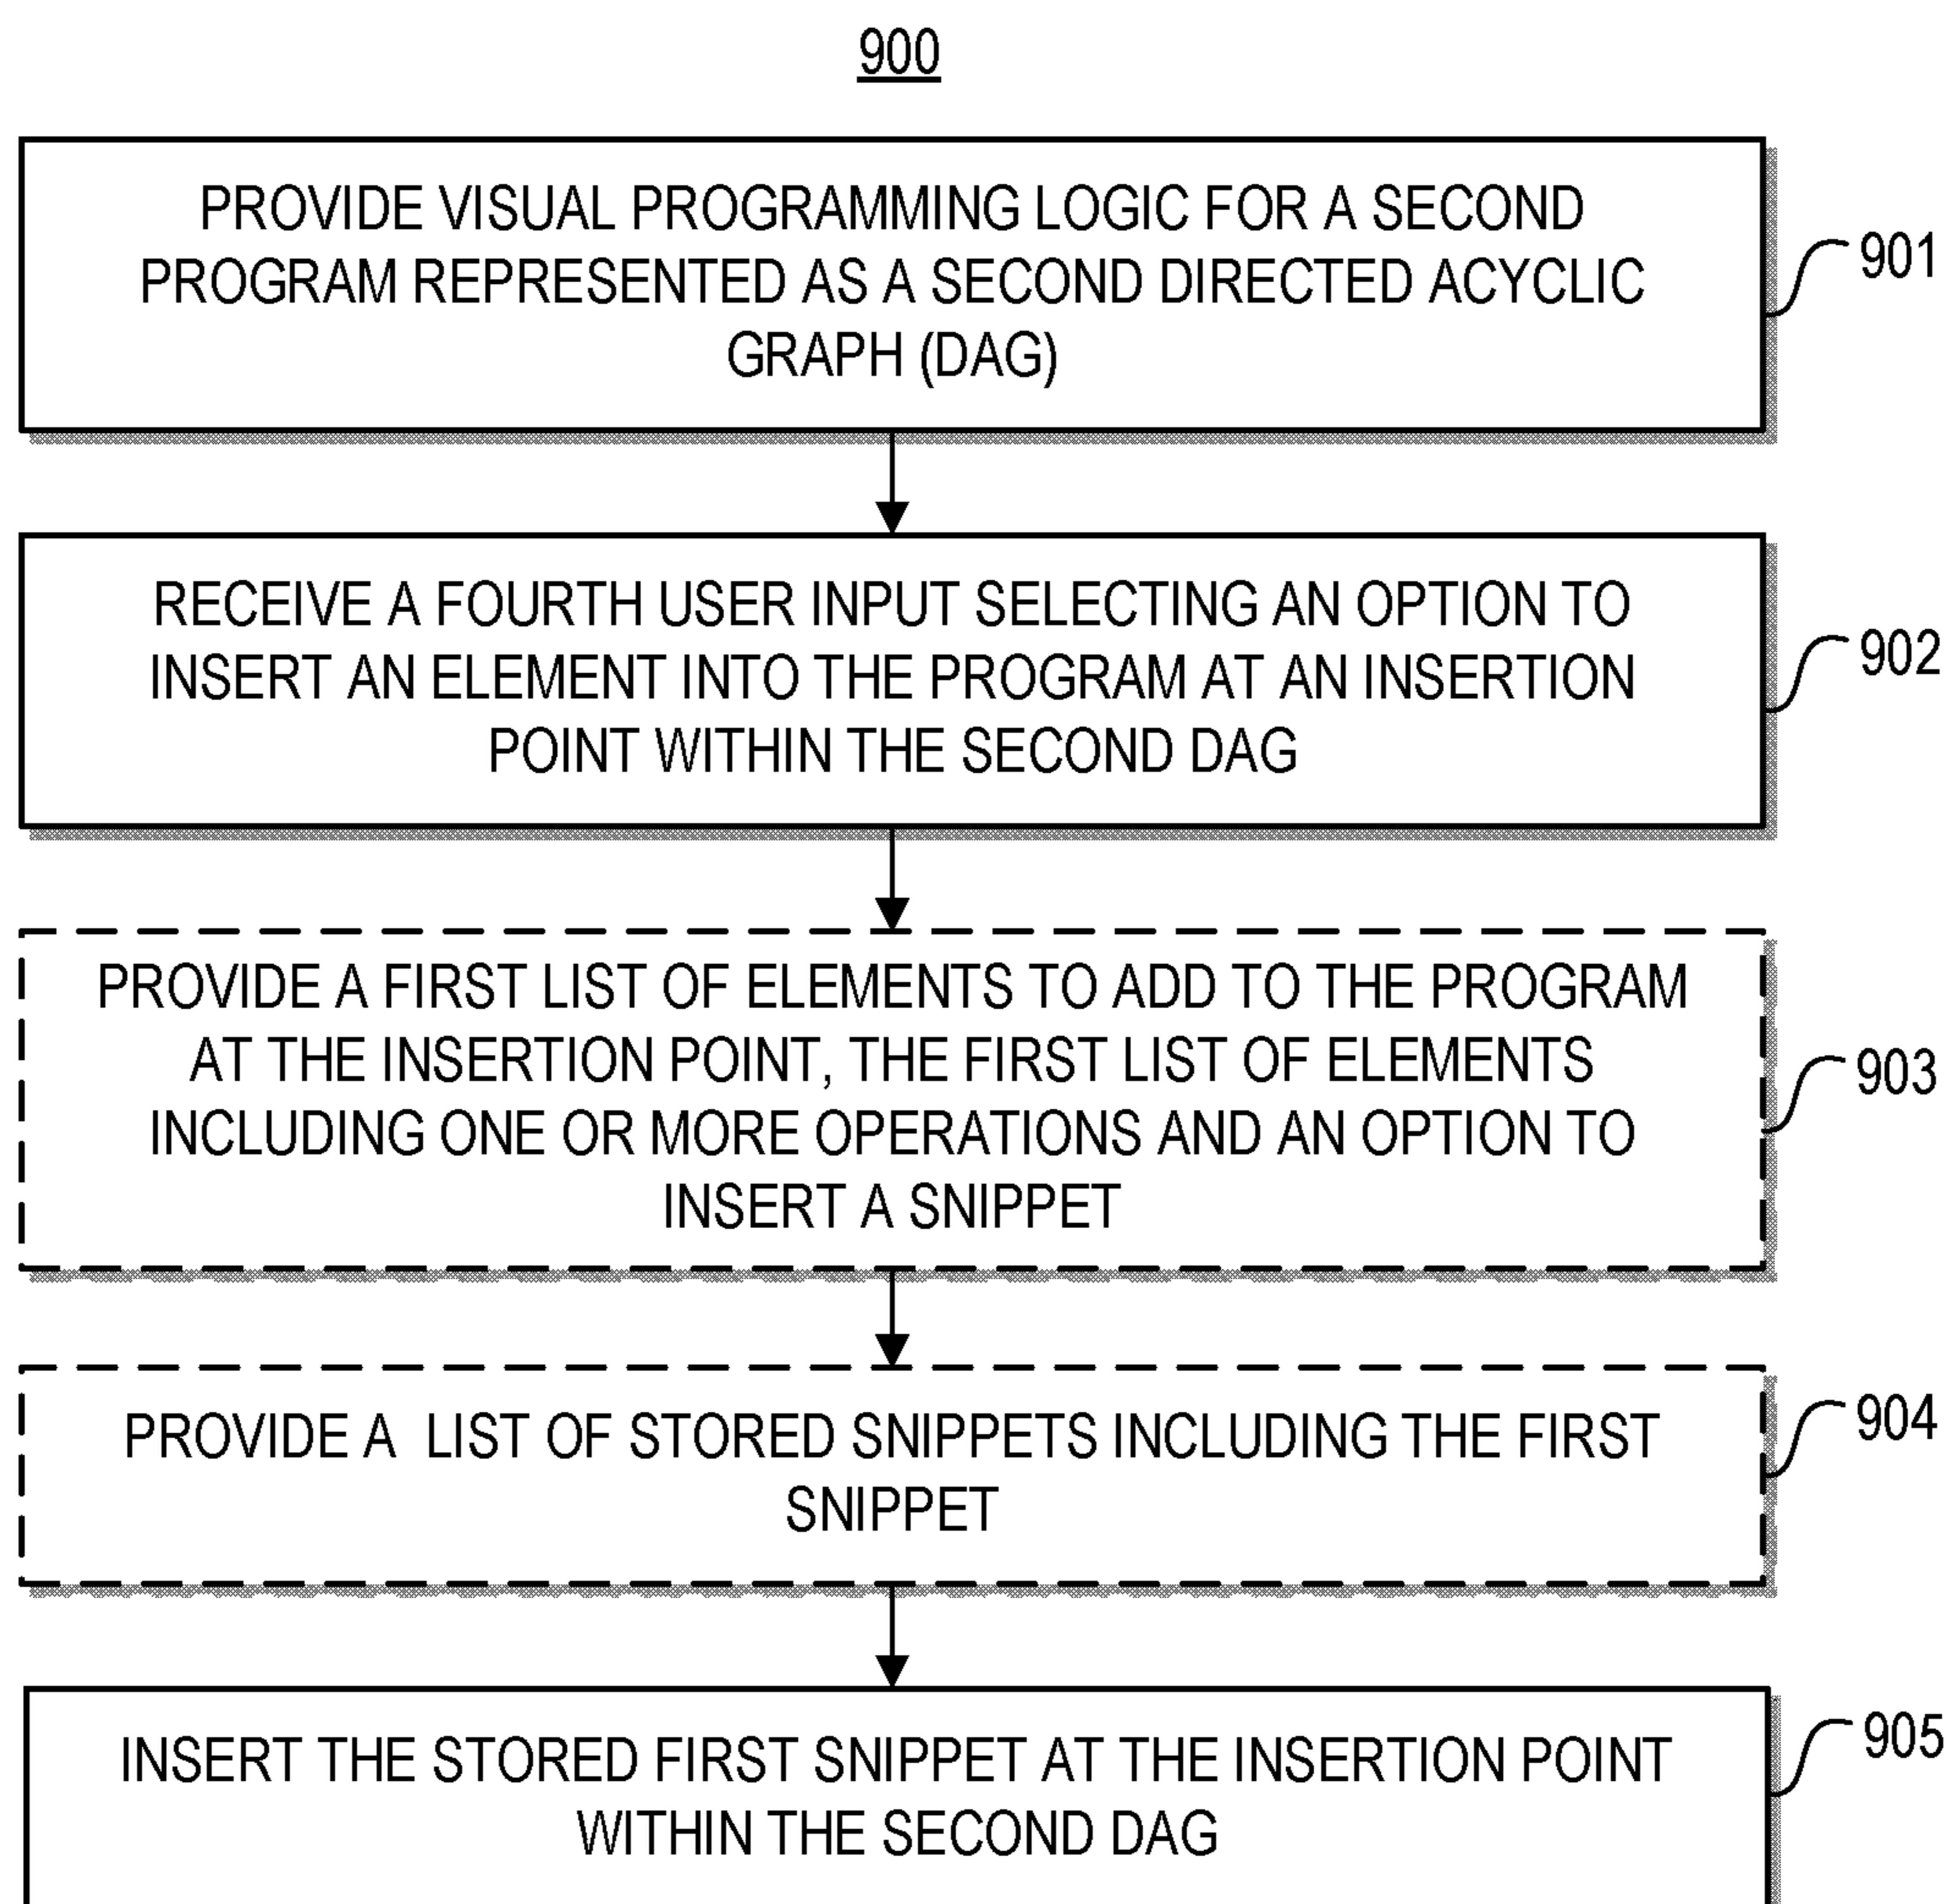 900
PROVIDE VISUAL PROGRAMMING LOGIC FOR A SECOND
PROGRAM REPRESENTED AS A SECOND DIRECTED ACYCLIC
GRAPH (DAG)
901
RECEIVE A FOURTH USER INPUT SELECTING AN OPTION TO
INSERT AN ELEMENT INTO THE PROGRAM AT AN INSERTION
POINT WITHIN THE SECOND DAG
902
PROVIDE A FIRST LIST OF ELEMENTS TO ADD TO THE PROGRAM
AT THE INSERTION POINT, THE FIRST LIST OF ELEMENTS
INCLUDING ONE OR MORE OPERATIONS AND AN OPTION TO
INSERT A SNIPPET
903
PROVIDE A LIST OF STORED SNIPPETS INCLUDING THE FIRST
SNIPPET
904
INSERT THE STORED FIRST SNIPPET AT THE INSERTION POINT
WITHIN THE SECOND DAG
905